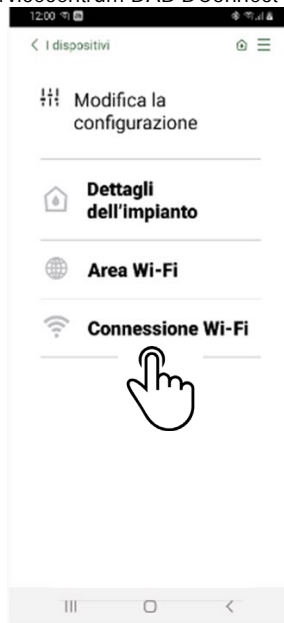 12:00
I dispositivi
Modifica la
configurazione
Dettagli
dell'impianto
Area Wi-Fi
Connessione Wi-Fi